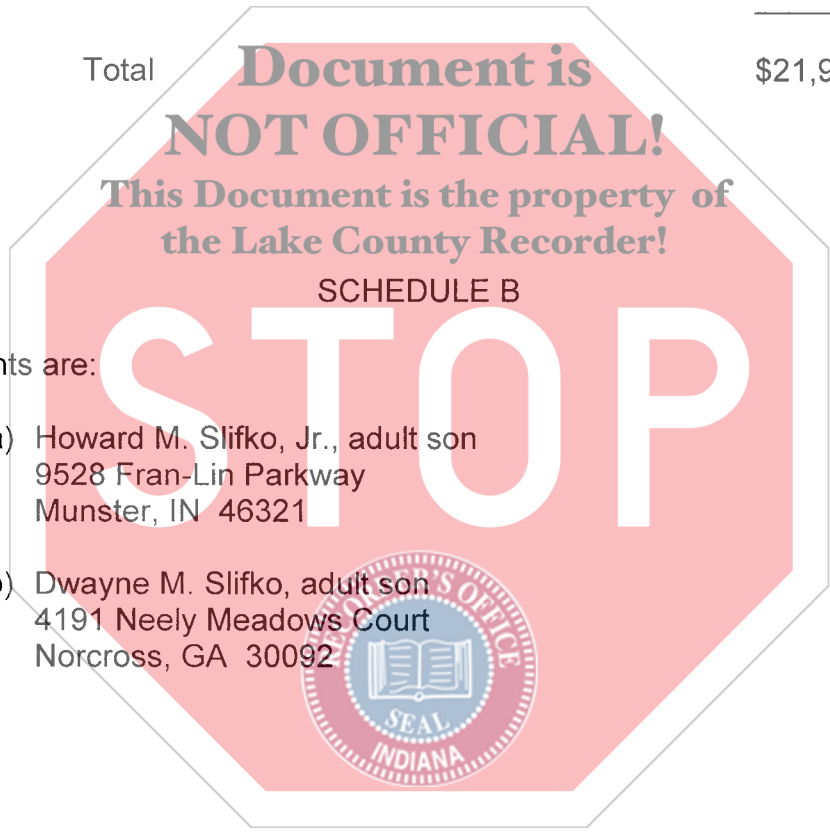 Total $21,9
Document is
NOT OFFICIAL!
This Document is the property of
the Lake County Recorder!
SCHEDULE B
nts are:
) Howard M. Slifko, Jr., adult son
9528 Fran-Lin Parkway
Munster, IN 46321
) Dwayne M. Slifko, adult son
4191 Neely Meadows Court
Norcross, GA 30092
STOP
RECORDER'S OFFICE
SEAL
INDIANA